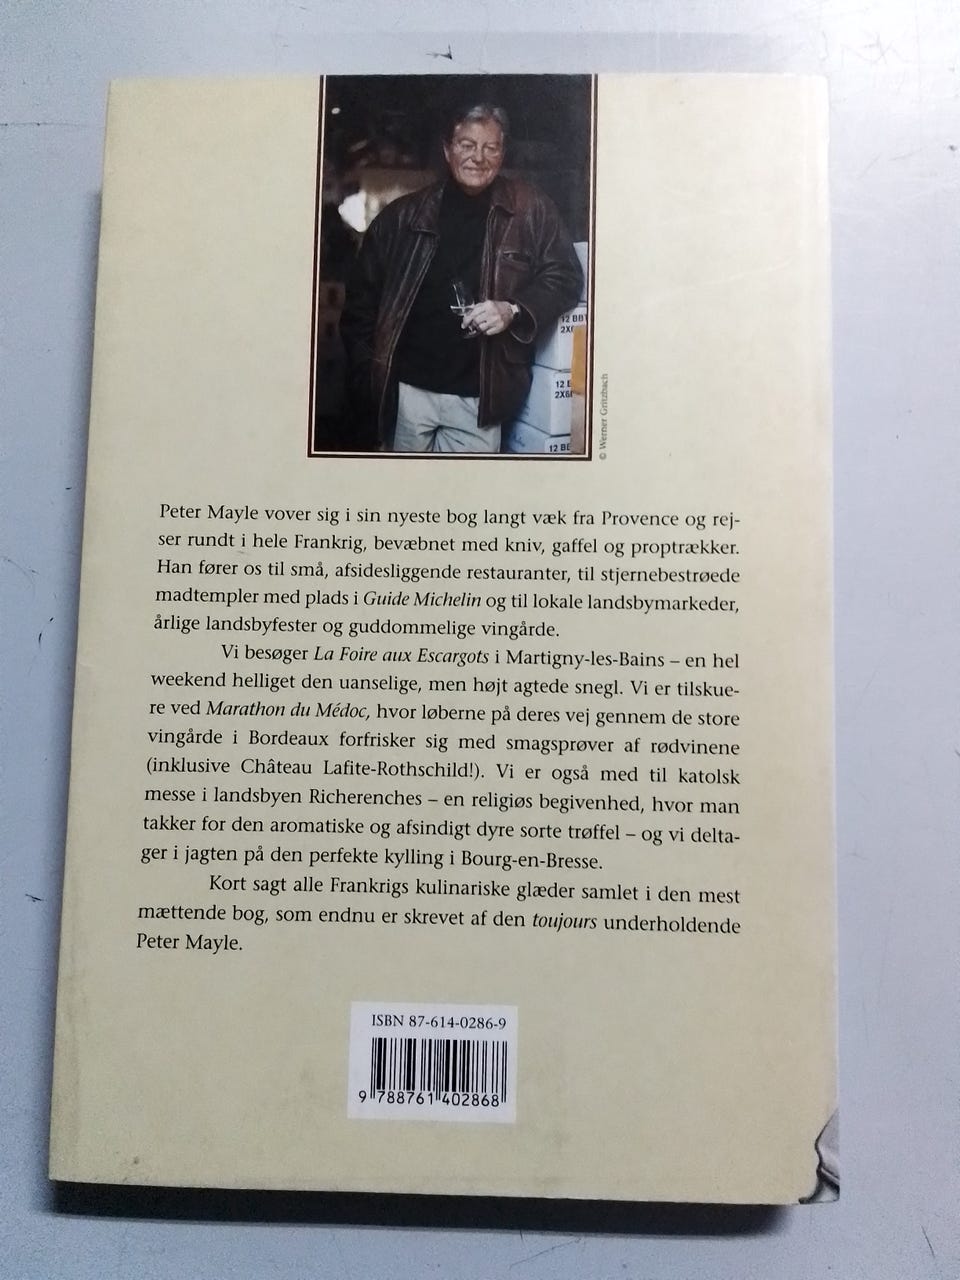 12 BBT
2X6
12 B
2X6
12 BE
© Werner Gritzbach
Peter Mayle vover sig i sin nyeste bog langt væk fra Provence og rej-
ser rundt i hele Frankrig, bevæbnet med kniv, gaffel og proptrækker.
Han fører os til små, afsidesliggende restauranter, til stjernebestrøede
madtempler med plads i Guide Michelin og til lokale landsbymarkeder,
årlige landsbyfester og guddommelige vingårde.
Vi besøger La Foire aux Escargots i Martigny-les-Bains – en hel
weekend helliget den uanselige, men højt agtede snegl. Vi er tilskue-
re ved Marathon du Médoc, hvor løberne på deres vej gennem de store
vingårde i Bordeaux forfrisker sig med smagsprøver af rødvinene
(inklusive Château Lafite-Rothschild!). Vi er også med til katolsk
messe i landsbyen Richerenches – en religiøs begivenhed, hvor man
takker for den aromatiske og afsindigt dyre sorte trøffel – og vi delta-
ger i jagten på den perfekte kylling i Bourg-en-Bresse.
Kort sagt alle Frankrigs kulinariske glæder samlet i den mest
mættende bog, som endnu er skrevet af den toujours underholdende
Peter Mayle.
ISBN 87-614-0286-9
9 788761 402868